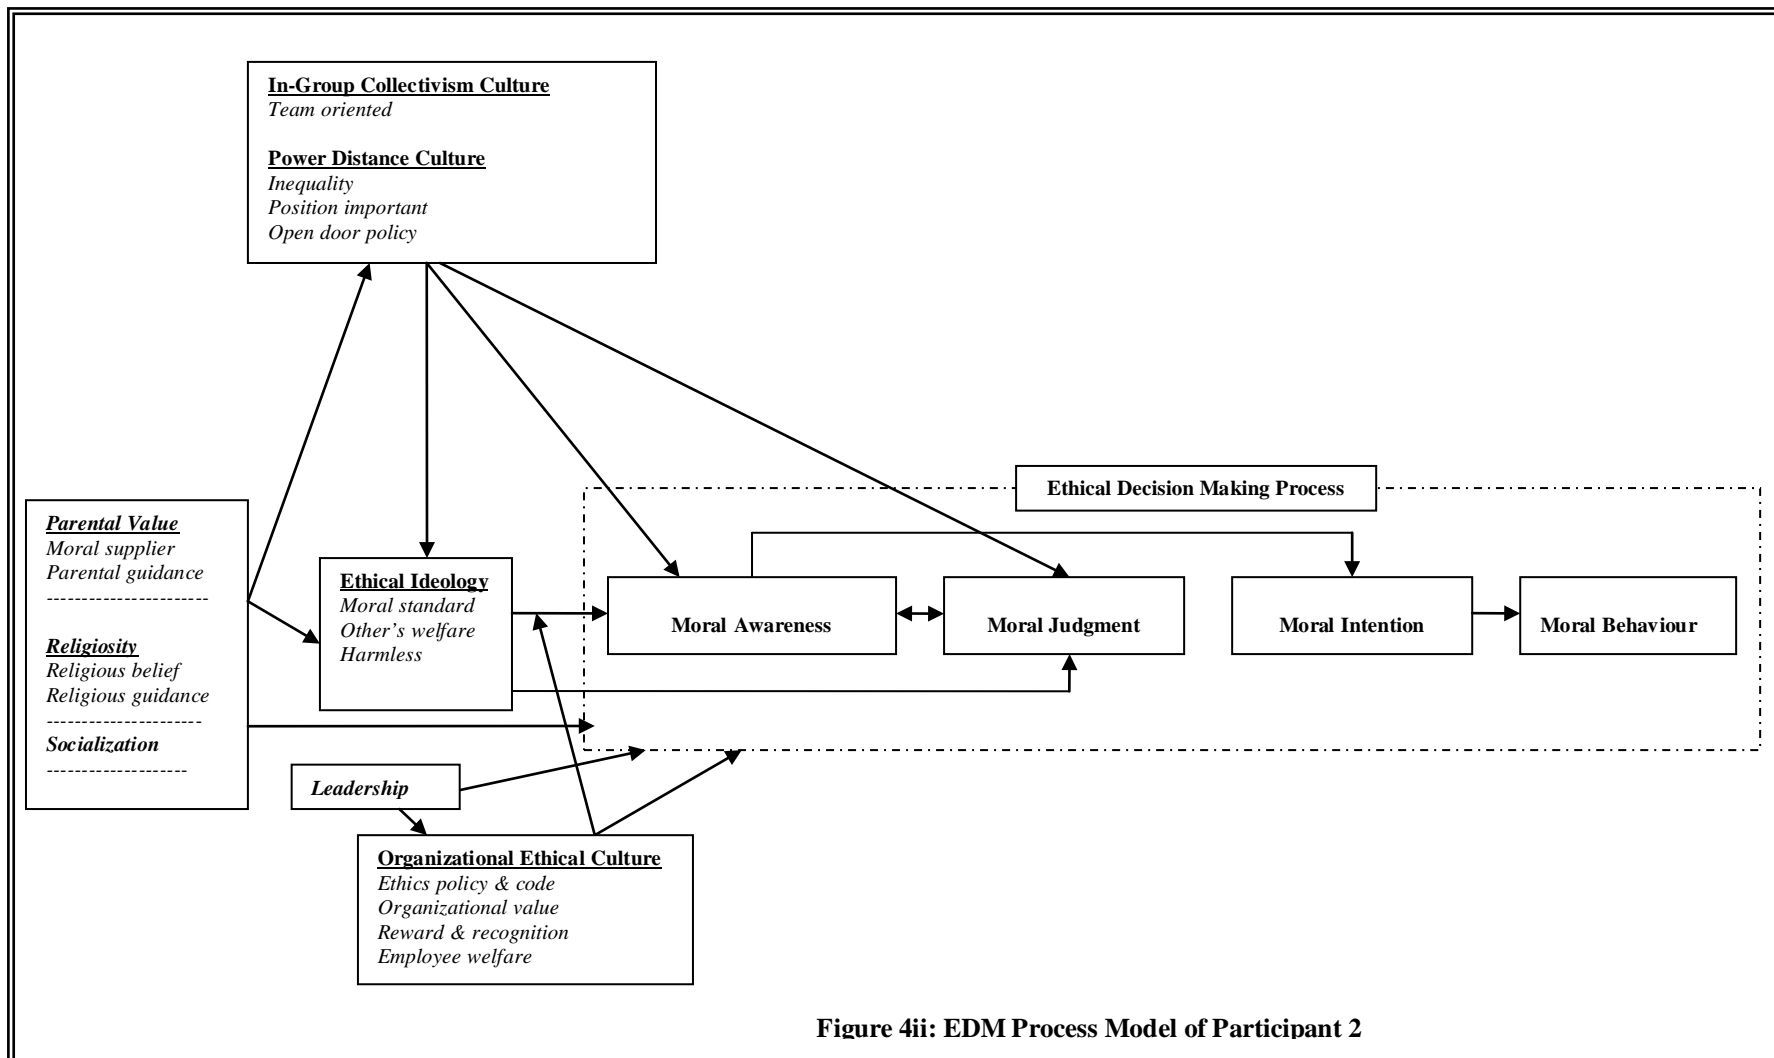 In-Group Collectivism Culture
Team oriented
Power Distance Culture
Inequality
Position important
Open door policy
Ethical Decision Making Process
Parental Value
Moral supplier
Parental guidance
-----------------------
Religiosity
Religious belief
Religious guidance
----------------------
Socialization
--------------------
Ethical Ideology
Moral standard
Other's welfare
Harmless
Moral Awareness
Moral Judgment
Moral Intention
Moral Behaviour
Leadership
Organizational Ethical Culture
Ethics policy & code
Organizational value
Reward & recognition
Employee welfare
Figure 4ii: EDM Process Model of Participant 2